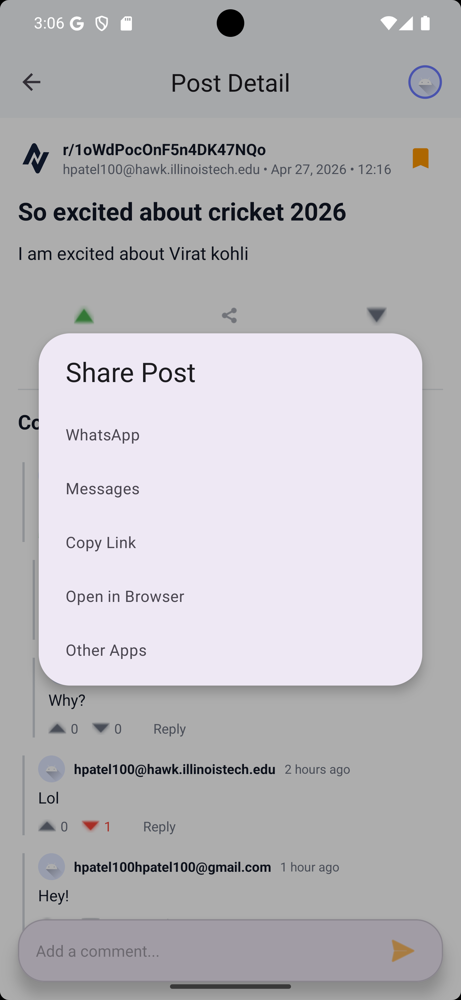 3:06
Post Detail
r/1oWdPocOnF5n4DK47NQo
hpatel100@hawk.illinoistech.edu • Apr 27, 2026 • 12:16
So excited about cricket 2026
I am excited about Virat kohli
Share Post
Co
WhatsApp
Messages
Copy Link
Open in Browser
Other Apps
Why?
0 0 Reply
hpatel100@hawk.illinoistech.edu 2 hours ago
Lol
0 1 Reply
hpatel100hpatel100@gmail.com 1 hour ago
Hey!
Add a comment...